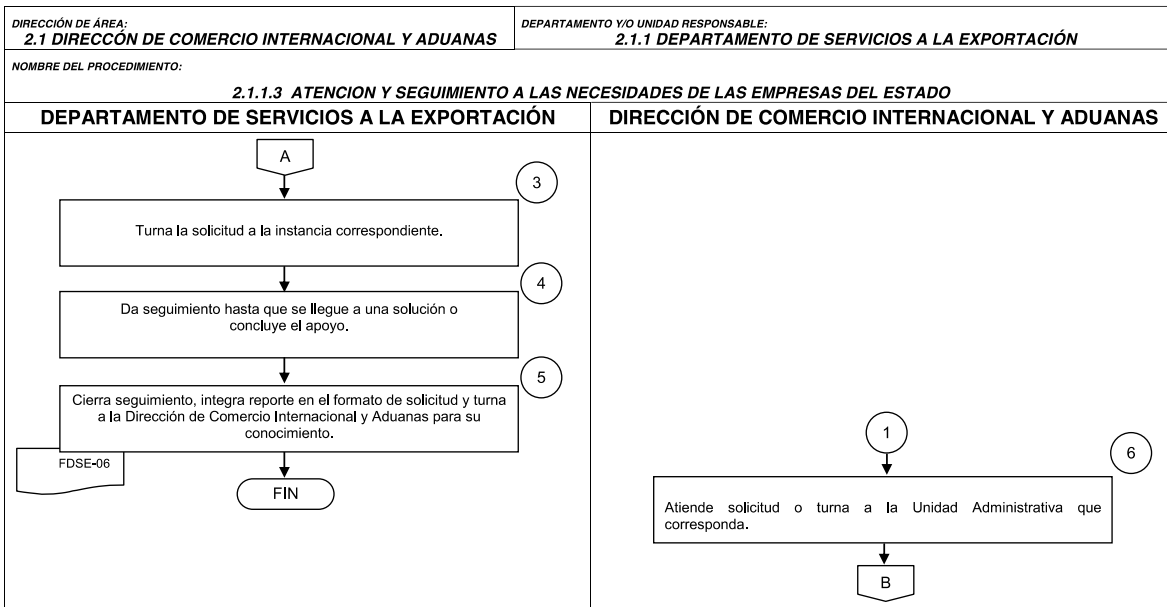 DIRECCIÓN DE ÁREA:
2.1 DIRECCÓN DE COMERCIO INTERNACIONAL Y ADUANAS
DEPARTAMENTO Y/O UNIDAD RESPONSABLE:
2.1.1 DEPARTAMENTO DE SERVICIOS A LA EXPORTACIÓN
NOMBRE DEL PROCEDIMIENTO:
2.1.1.3 ATENCION Y SEGUIMIENTO A LAS NECESIDADES DE LAS EMPRESAS DEL ESTADO
DEPARTAMENTO DE SERVICIOS A LA EXPORTACIÓN
A
3
Turna la solicitud a la instancia correspondiente.
4
Da seguimiento hasta que se llegue a una solución o
concluye el apoyo.
5
Cierra seguimiento, integra reporte en el formato de solicitud y turna
a la Dirección de Comercio Internacional y Aduanas para su
conocimiento.
FDSE-06
FIN
DIRECCIÓN DE COMERCIO INTERNACIONAL Y ADUANAS
1
6
Atiende solicitud o turna a la Unidad Administrativa que
corresponda.
B